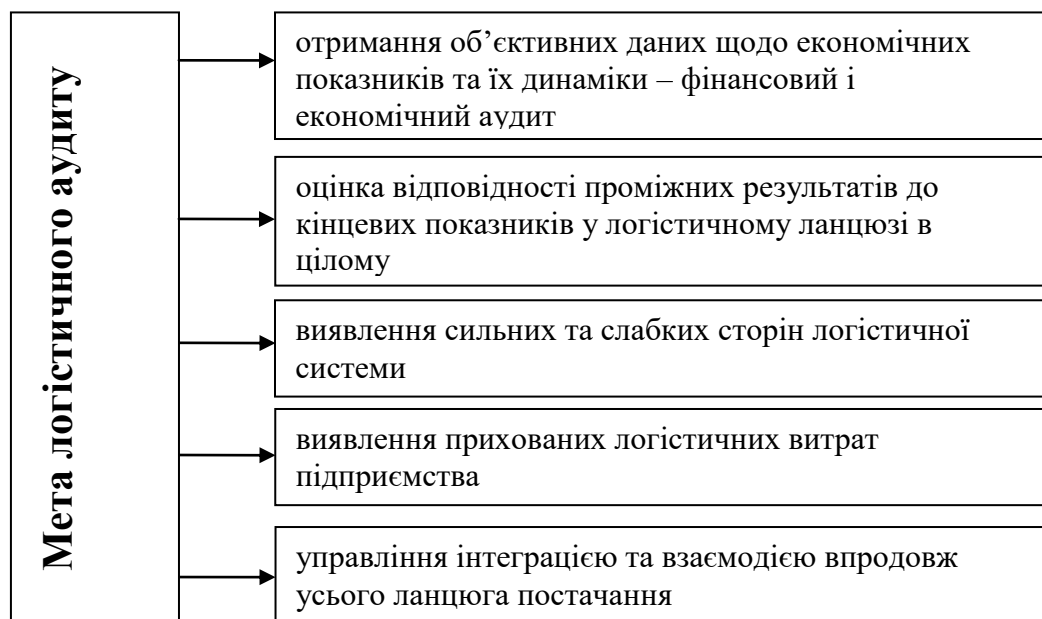 Мета логістичного аудиту
отримання об’єктивних даних щодо економічних
показників та їх динаміки – фінансовий і
економічний аудит
оцінка відповідності проміжних результатів до
кінцевих показників у логістичному ланцюзі в
цілому
виявлення сильних та слабких сторін логістичної
системи
виявлення прихованих логістичних витрат
підприємства
управління інтеграцією та взаємодією впродовж
усього ланцюга постачання